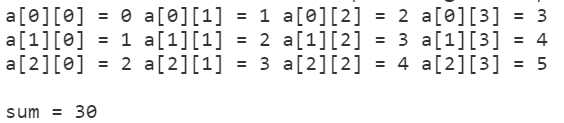 a[0][0] = 0 a[0][1] = 1 a[0][2] = 2 a[0][3] = 3
a[1][0] = 1 a[1][1] = 2 a[1][2] = 3 a[1][3] = 4
a[2][0] = 2 a[2][1] = 3 a[2][2] = 4 a[2][3] = 5
sum = 30